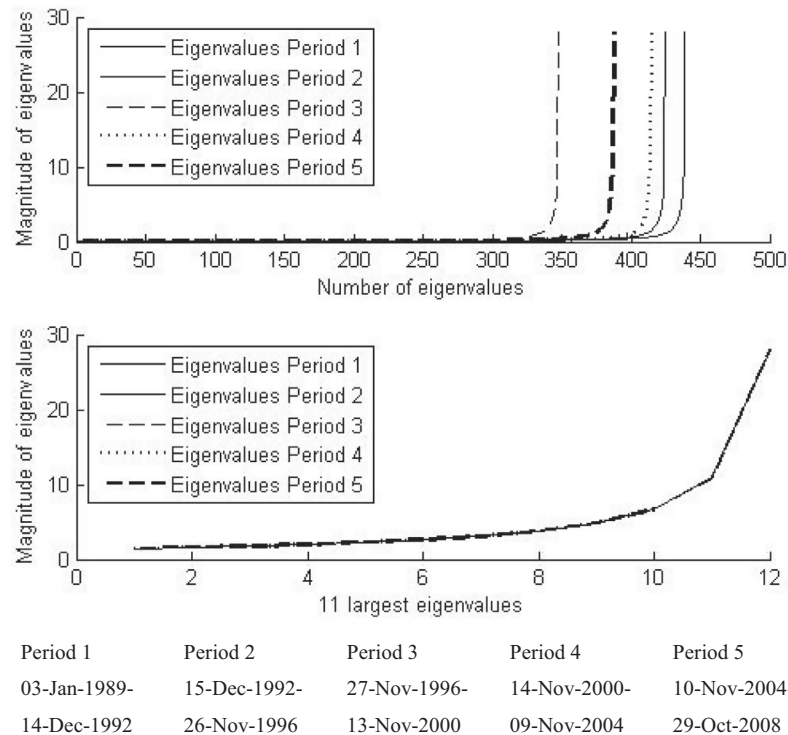 30
20
10
0
Magnitude of eigenvalues
Eigenvalues Period 1
Eigenvalues Period 2
Eigenvalues Period 3
Eigenvalues Period 4
Eigenvalues Period 5
0 50 100 150 200 250 300 350 400 450 500
Number of eigenvalues
30
20
10
0
Magnitude of eigenvalues
Eigenvalues Period 1
Eigenvalues Period 2
Eigenvalues Period 3
Eigenvalues Period 4
Eigenvalues Period 5
0 2 4 6 8 10 12
11 largest eigenvalues
Period 1 Period 2 Period 3 Period 4 Period 5
03-Jan-1989- 15-Dec-1992- 27-Nov-1996- 14-Nov-2000- 10-Nov-2004
14-Dec-1992 26-Nov-1996 13-Nov-2000 09-Nov-2004 29-Oct-2008